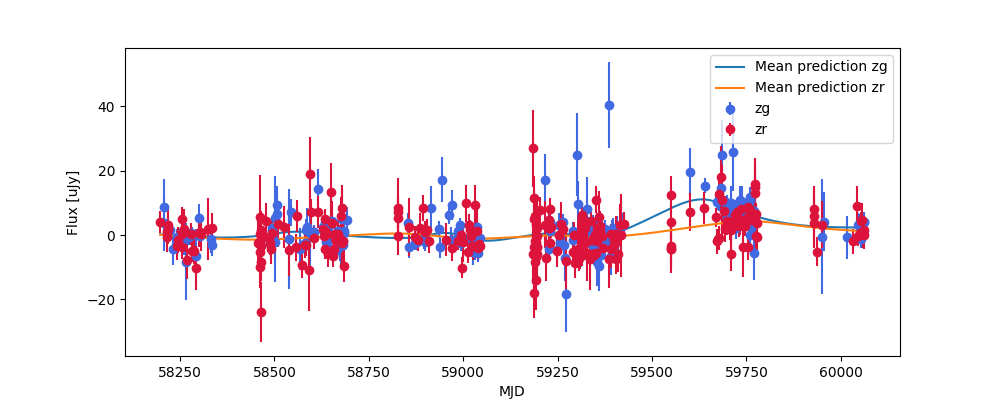 Mean prediction zg
Mean prediction zr
zg
zr
Flux [uJy]
40
20
0
−20
58250 58500 58750 59000 59250 59500 59750 60000
MJD